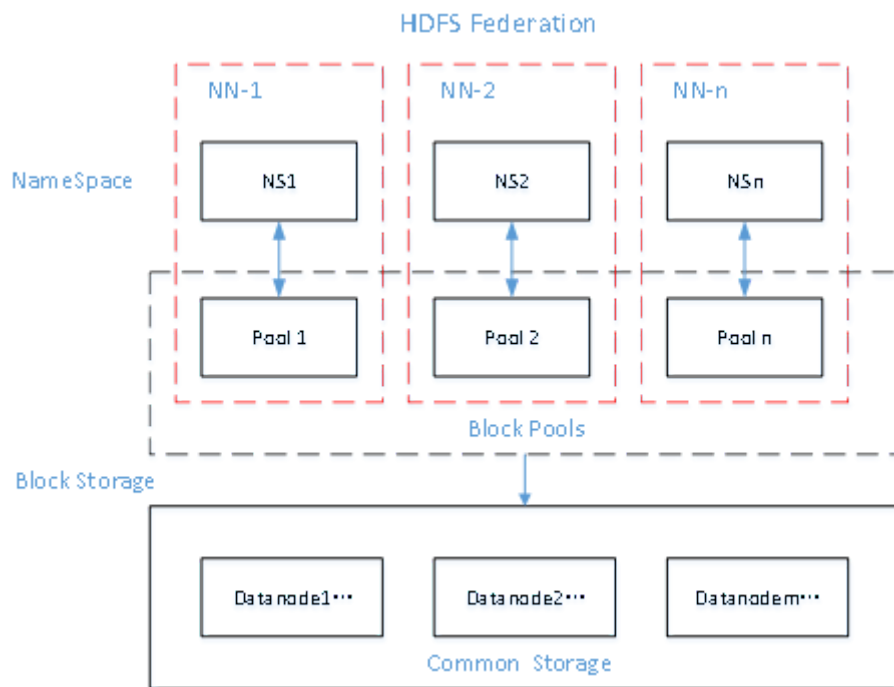 HDFS Federation
NN-1
NN-2
NN-n
NameSpace
NS1
NS2
NSn
Pool 1
Pool 2
Pool n
Block Pools
Block Storage
Datanode1···
Datanode2···
Datanodem···
Common Storage